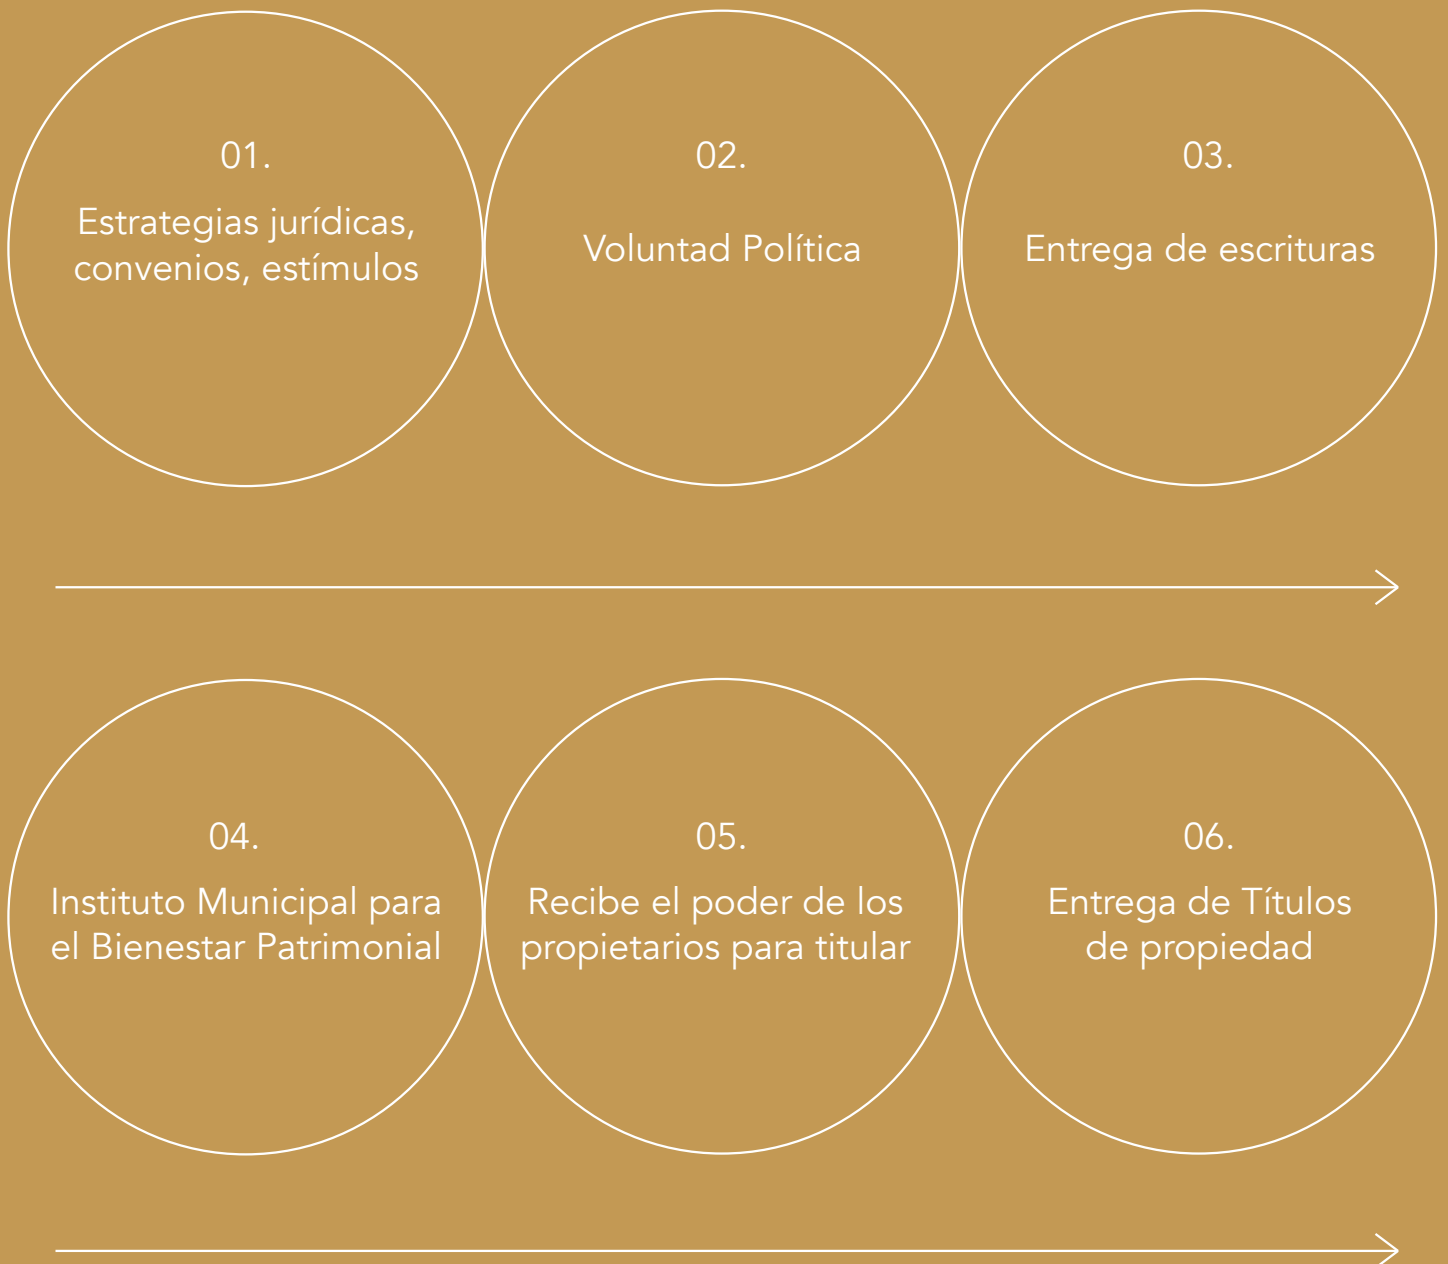 01.
Estrategias jurídicas,
convenios, estímulos
02.
Voluntad Política
03.
Entrega de escrituras
04.
Instituto Municipal para
el Bienestar Patrimonial
05.
Recibe el poder de los
propietarios para titular
06.
Entrega de Títulos
de propiedad